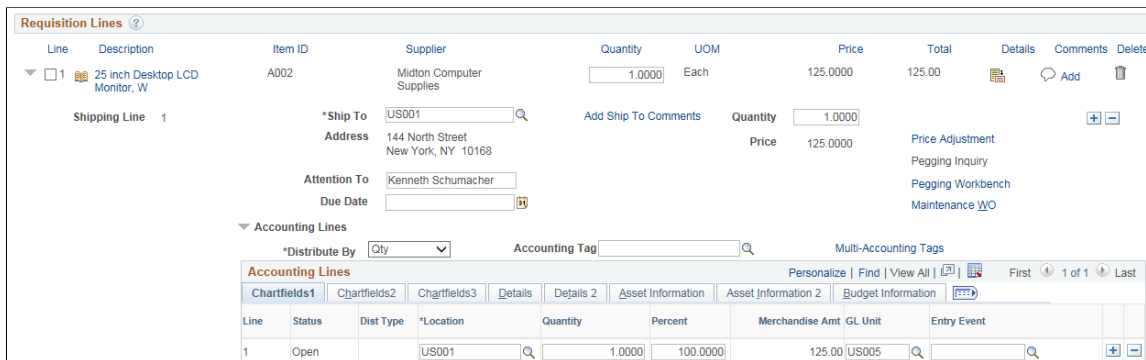 Requisition Lines ?
Line Description Item ID Supplier Quantity UOM Price Total Details Comments Delete
1 25 inch Desktop LCD Monitor, W A002 Midton Computer Supplies 1.0000 Each 125.0000 125.00 Add
Shipping Line 1 *Ship To US001 Add Ship To Comments Quantity 1.0000
Address 144 North Street Price 125.0000 Price Adjustment
New York, NY 10168
Pegging Inquiry
Attention To Kenneth Schumacher Pegging Workbench
Due Date 31 Maintenance WO
Accounting Lines
*Distribute By Qty Accounting Tag Multi-Accounting Tags
Accounting Lines Personalize | Find | View All | | First 1 of 1 Last
Chartfields1 Chartfields2 Chartfields3 Details Details 2 Asset Information Asset Information 2 Budget Information
Line Status Dist Type *Location Quantity Percent Merchandise Amt GL Unit Entry Event
1 Open US001 1.0000 100.0000 125.00 US005